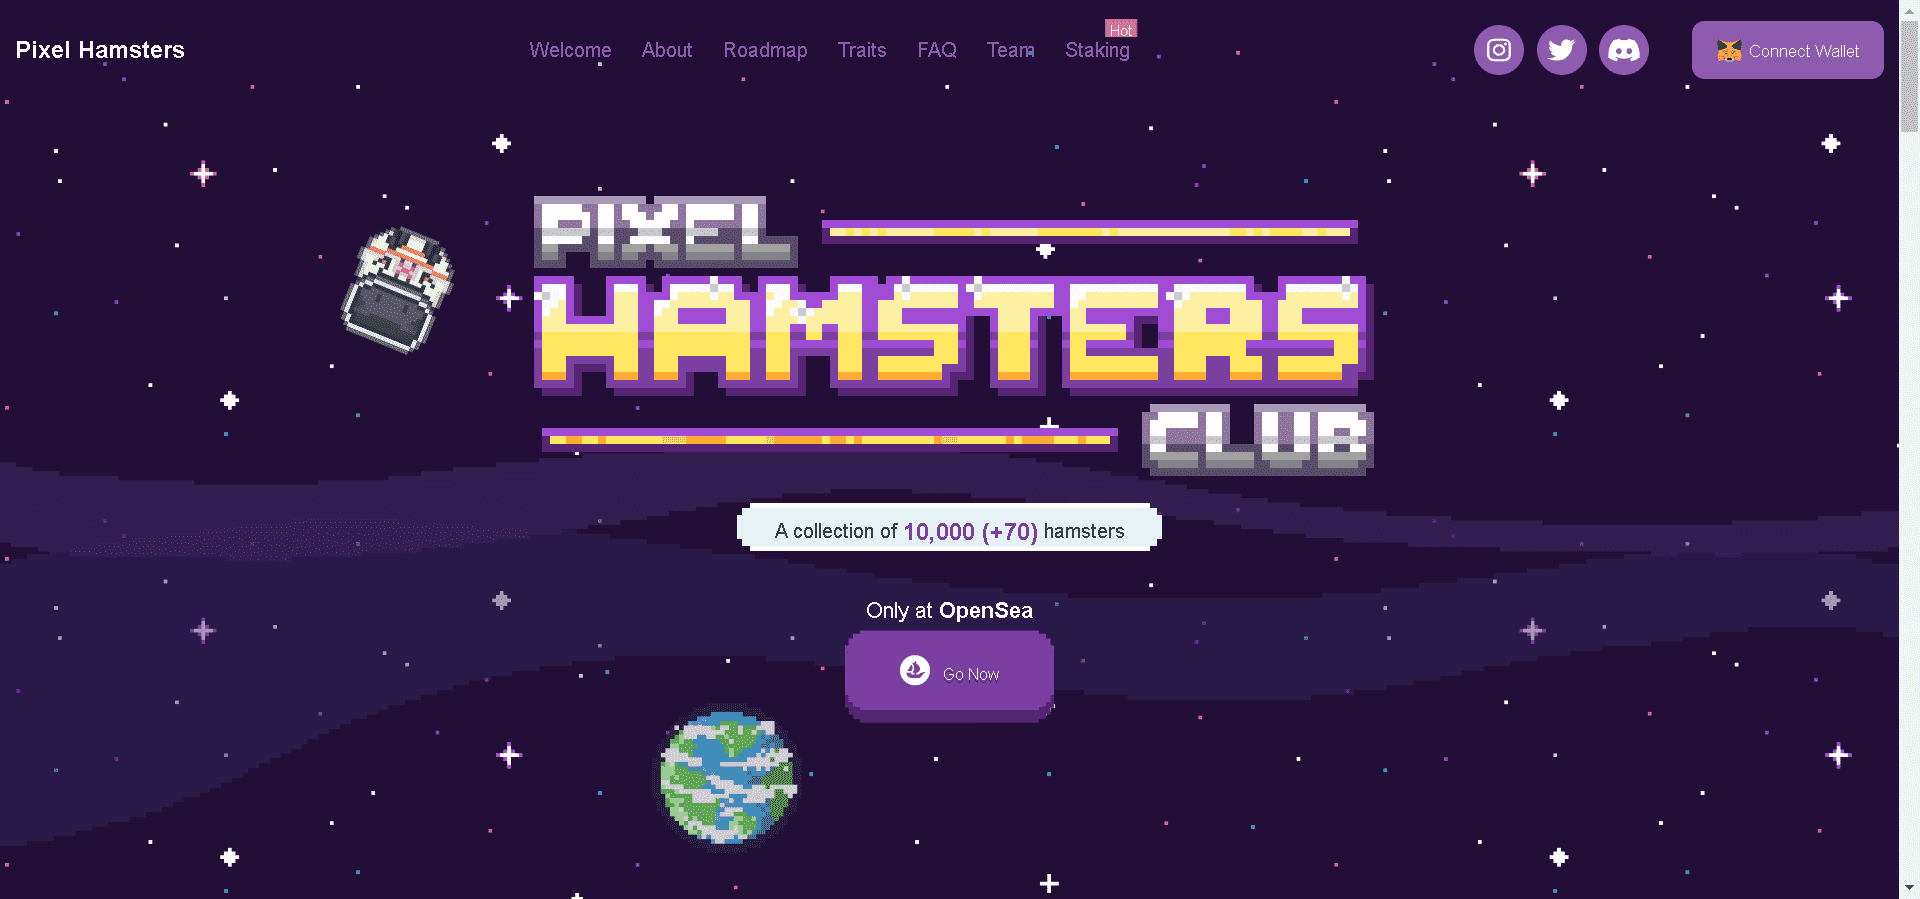 Pixel Hamsters
Welcome About Roadmap Traits FAQ Team Staking Hot
Connect Wallet
PIXEL
HAMSTERS
CLUB
A collection of 10,000 (+70) hamsters
Only at OpenSea
Go Now